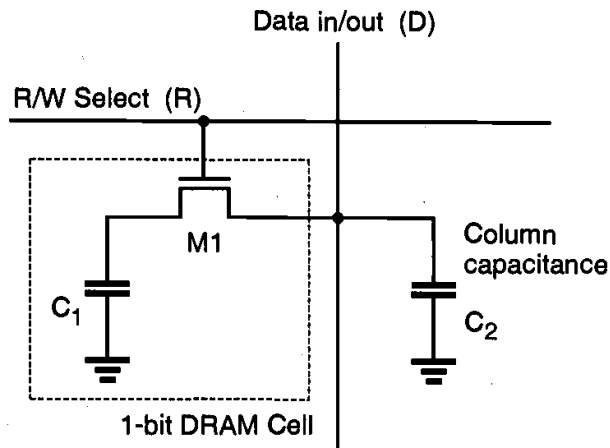 Data in/out (D)
R/W Select (R)
M1
Column
capacitance
C₁
C₂
1-bit DRAM Cell